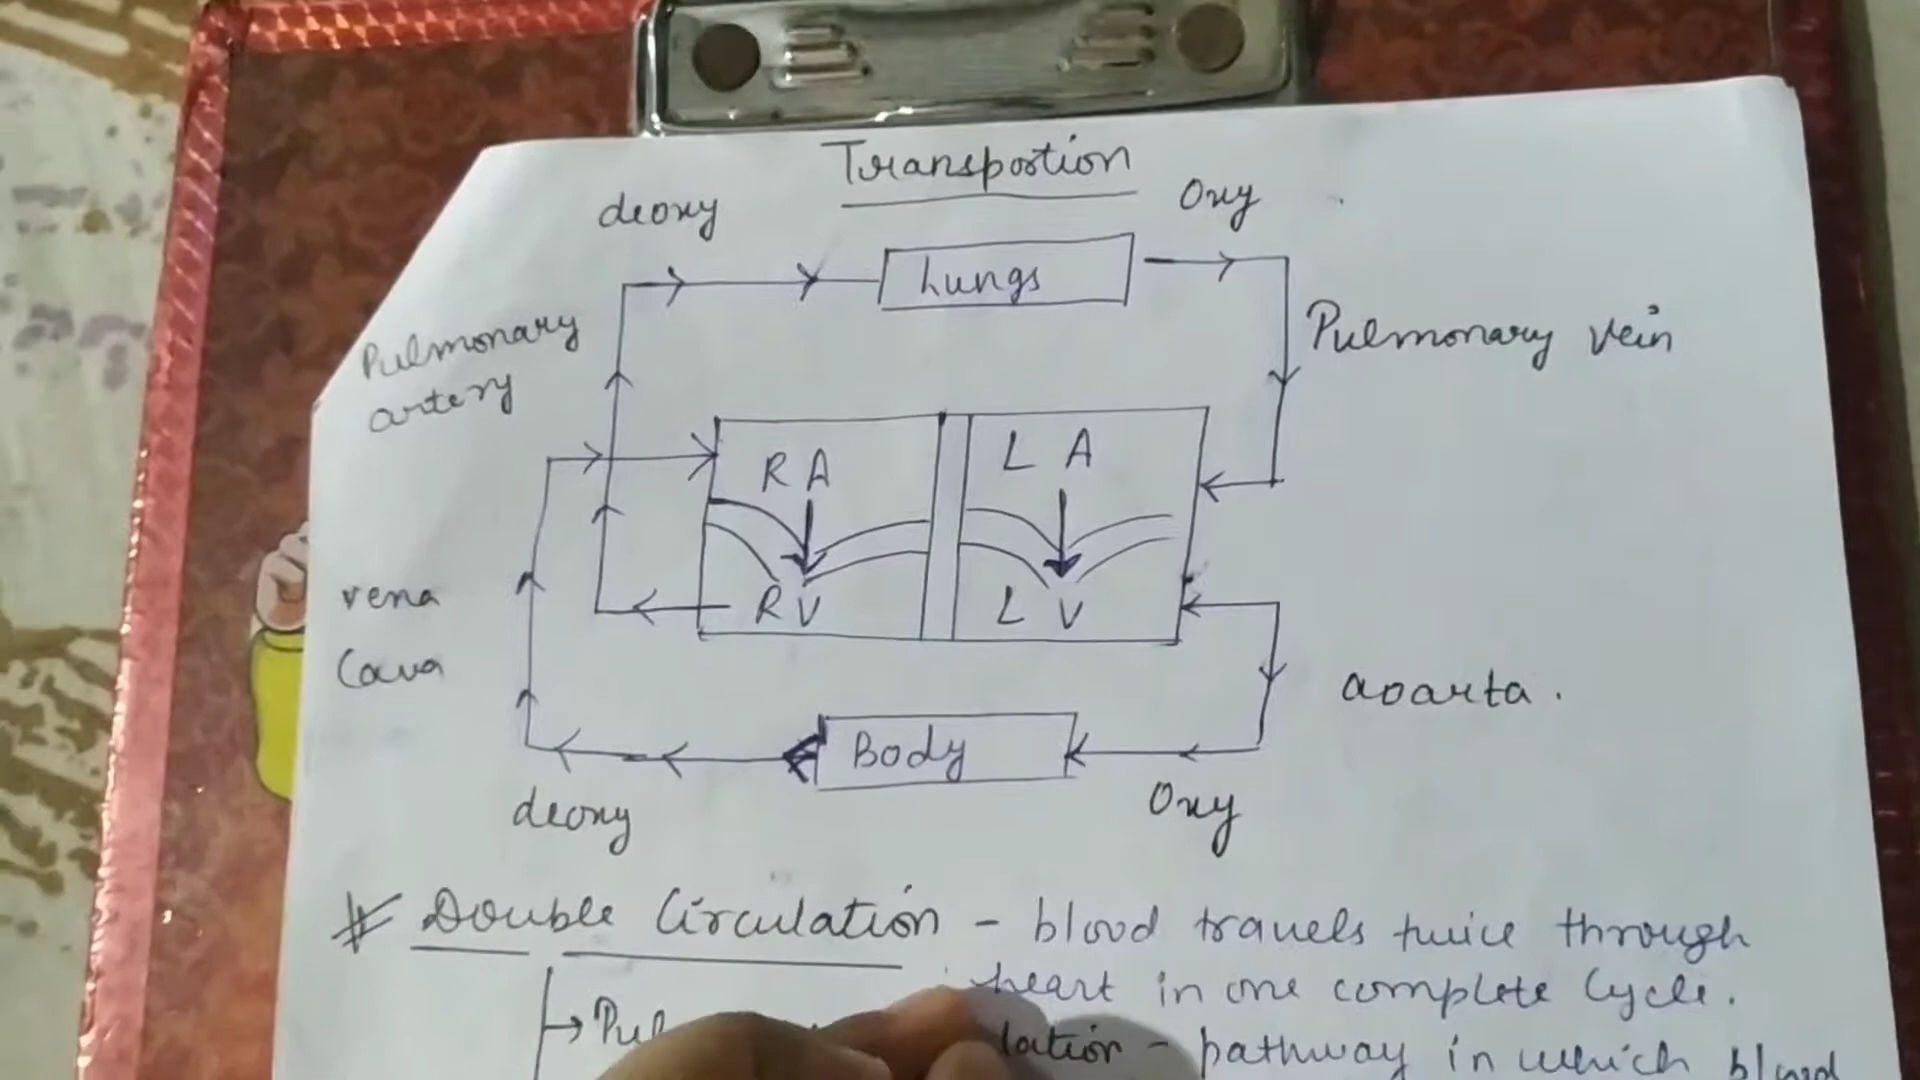 Transportion
deoxy
Oxy
Lungs
Pulmonary
artery
Pulmonary vein
R A
L A
R V
L V
vena
Cava
aoarta.
Body
deoxy
Oxy
Double Circulation - blood travels twice through
heart in one complete Cycle.
lation - pathway in which blood